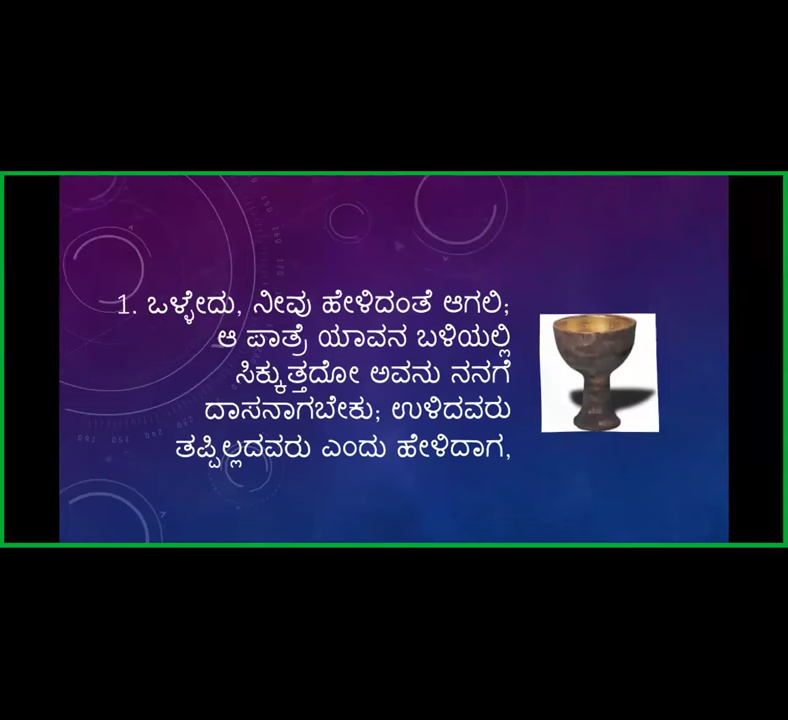 1. ಒಳ್ಳೇದು, ನೀವು ಹೇಳಿದಂತೆ ಆಗಲಿ;
ಆ ಪಾತ್ರೆ ಯಾವನ ಬಳಿಯಲ್ಲಿ
ಸಿಕ್ಕುತ್ತದೋ ಅವನು ನನಗೆ
ದಾಸನಾಗಬೇಕು; ಉಳಿದವರು
ತಪ್ಪಿಲ್ಲದವರು ಎಂದು ಹೇಳಿದಾಗ,